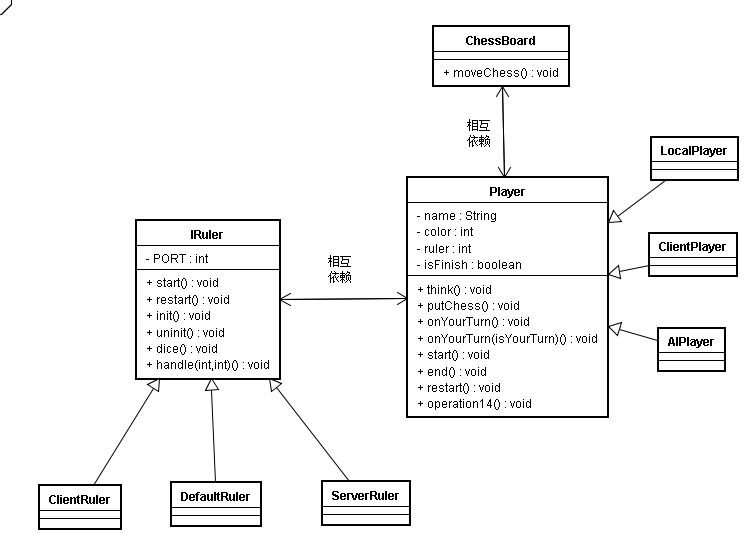 ChessBoard
+ moveChess() : void
相互
依赖
LocalPlayer
Player
- name : String
- color : int
- ruler : int
- isFinish : boolean
+ think() : void
+ putChess() : void
+ onYourTurn() : void
+ onYourTurn(isYourTurn)() : void
+ start() : void
+ end() : void
+ restart() : void
+ operation14() : void
ClientPlayer
AIPlayer
相互
依赖
IRuler
- PORT : int
+ start() : void
+ restart() : void
+ init() : void
+ uninit() : void
+ dice() : void
+ handle(int,int)() : void
ClientRuler
DefaultRuler
ServerRuler